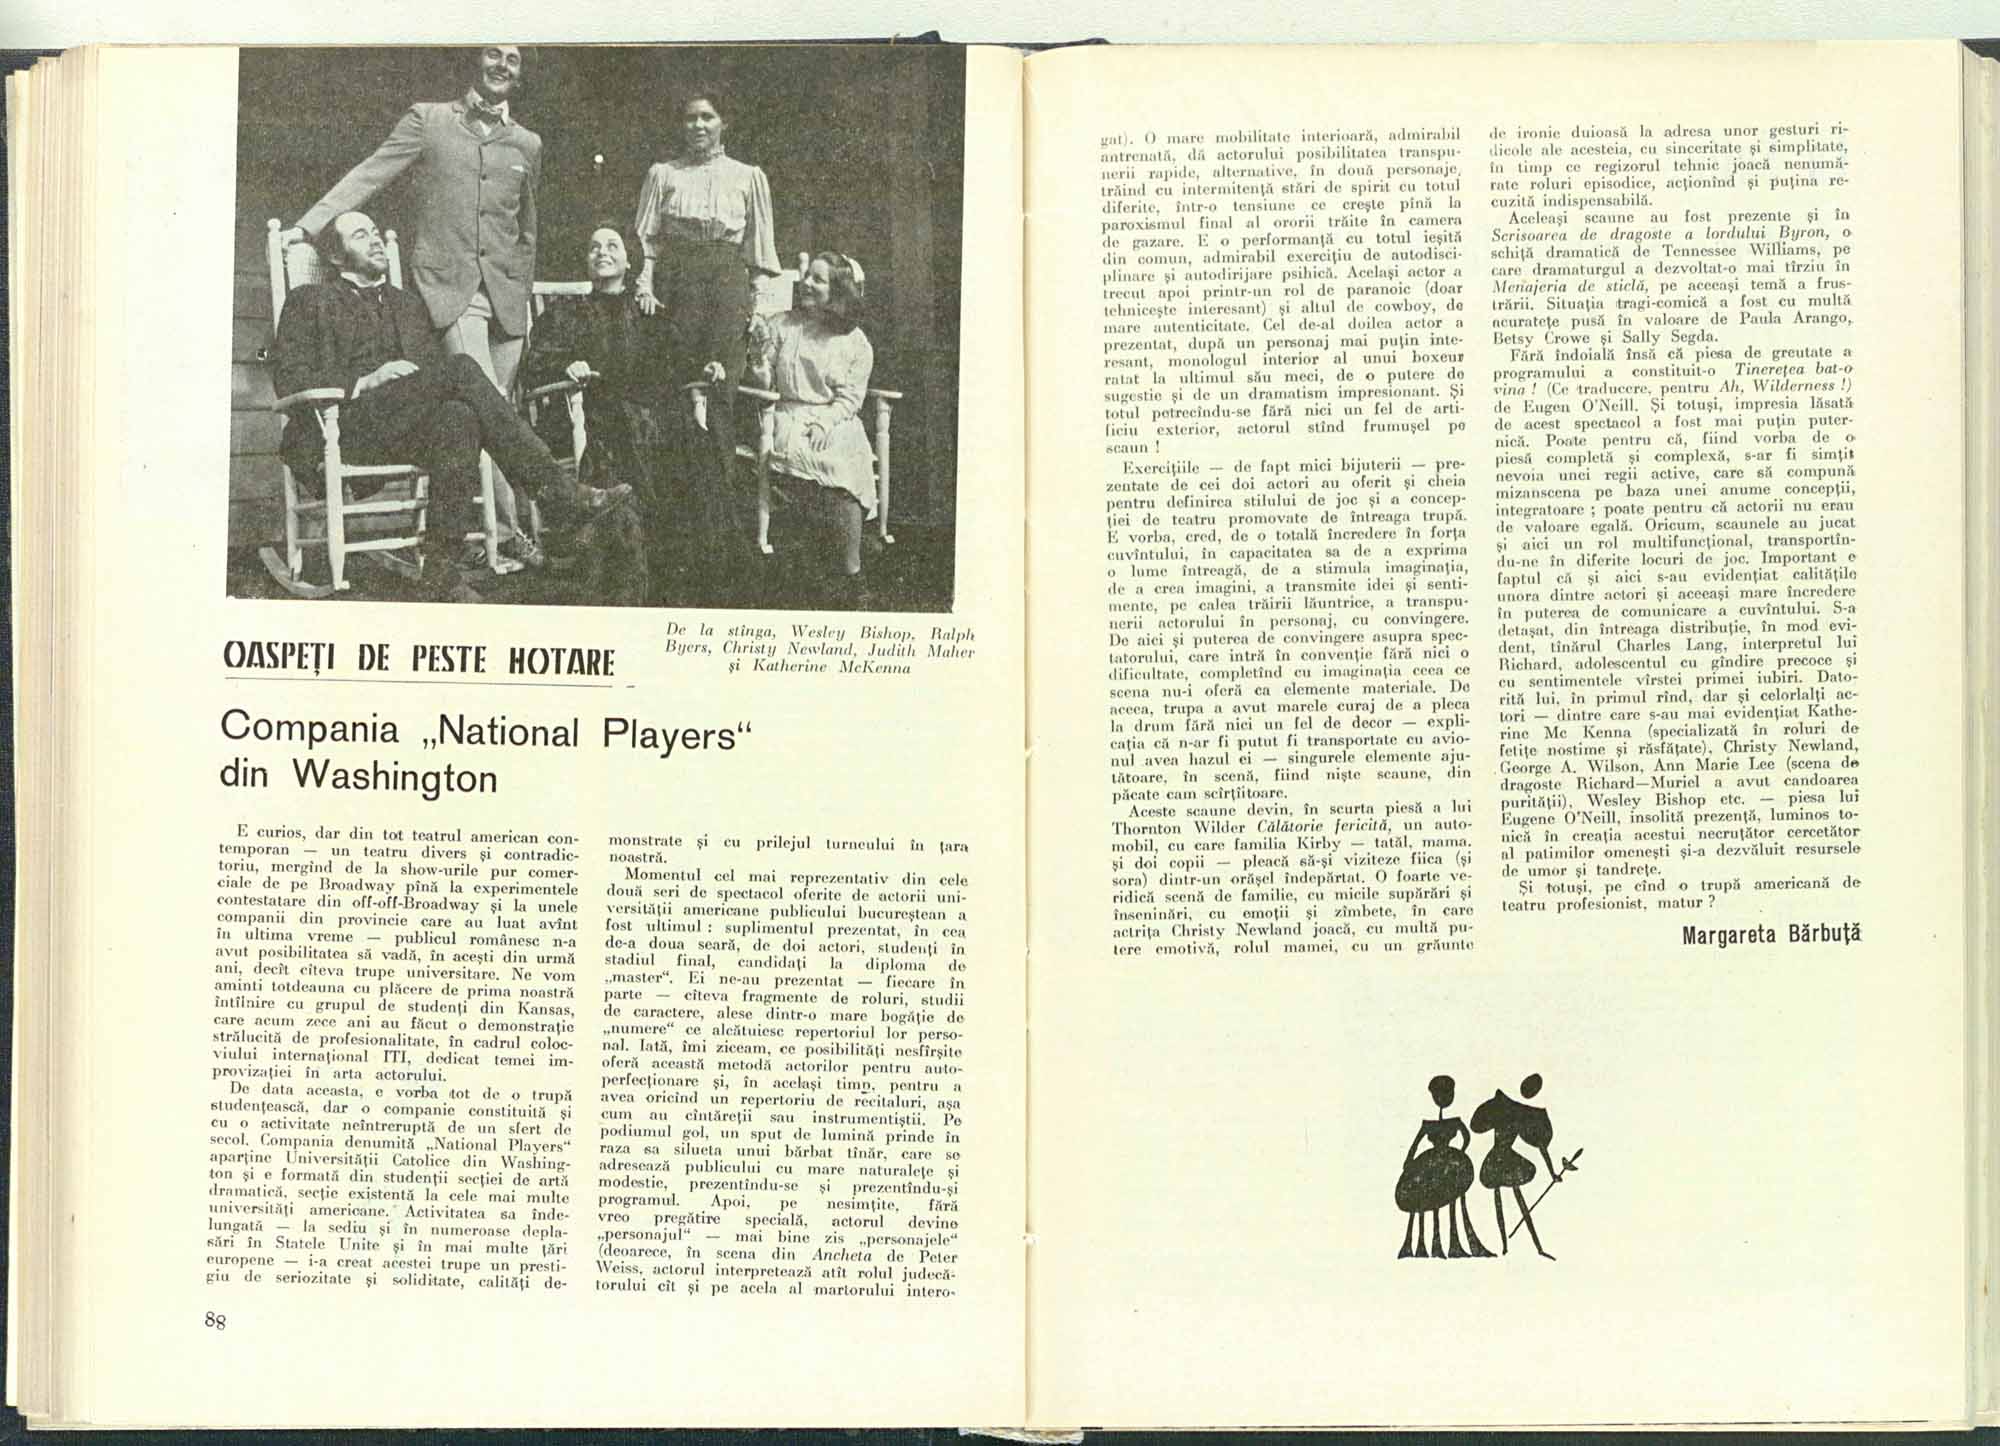 De la stînga, Wesley Bishop, Ralph
Byers, Christy Newland, Judith Maher
și Katherine McKenna
OASPEȚI DE PESTE HOTARE
Compania „National Players“
din Washington
E curios, dar din tot teatrul american con-
temporan — un teatru divers și contradic-
toriu, mergînd de la show-urile pur comer-
ciale de pe Broadway pînă la experimentele
contestatare din off-off-Broadway și la unele
companii din provincie care au luat avînt
în ultima vreme — publicul românesc n-a
avut posibilitatea să vadă, în acești din urmă
ani, decît cîteva trupe universitare. Ne vom
aminti totdeauna cu plăcere de prima noastră
întîlnire cu grupul de studenți din Kansas,
care acum zece ani au făcut o demonstrație
strălucită de profesionalitate, în cadrul coloc-
viului internațional ITI, dedicat temei im-
provizației în arta actorului.
De data aceasta, e vorba tot de o trupă
studențească, dar o companie constituită și
cu o activitate neîntreruptă de un sfert de
secol. Compania denumită „National Players“
aparține Universității Catolice din Washing-
ton și e formată din studenții secției de artă
dramatică, secție existentă la cele mai multe
universități americane. Activitatea sa înde-
lungată — la sediu și în numeroase depla-
sări în Statele Unite și în mai multe țări
europene — i-a creat acestei trupe un presti-
giu de seriozitate și soliditate, calități de-
monstrate și cu prilejul turneului în țara
noastră.
Momentul cel mai reprezentativ din cele
două seri de spectacol oferite de actorii uni-
versității americane publicului bucureștean a
fost ultimul : suplimentul prezentat, în cea
de-a doua seară, de doi actori, studenți în
stadiul final, candidați la diploma de
„master“. Ei ne-au prezentat — fiecare în
parte — cîteva fragmente de roluri, studii
de caractere, alese dintr-o mare bogăție de
„numere“ ce alcătuiesc repertoriul lor perso-
nal. Iată, îmi ziceam, ce posibilități nesfîrșite
oferă această metodă actorilor pentru auto-
perfecționare și, în același timp, pentru a
avea oricînd un repertoriu de recitaluri, așa
cum au cîntăreții sau instrumentiștii. Pe
podiumul gol, un spot de lumină prinde în
raza sa silueta unui bărbat tînăr, care se
adresează publicului cu mare naturalețe și
modestie, prezentîndu-se și prezentîndu-și
programul. Apoi, pe nesimțite, fără
vreo pregătire specială, actorul devine
„personajul“ — mai bine zis „personajele“
(deoarece, în scena din Ancheta de Peter
Weiss, actorul interpretează atît rolul judecă-
torului cît și pe acela al martorului intero-
88
gat). O mare mobilitate interioară, admirabil
antrenată, dă actorului posibilitatea transpu-
nerii rapide, alternative, în două personaje,
trăind cu intermitență stări de spirit cu totul
diferite, într-o tensiune ce crește pînă la
paroxismul final al ororii trăite în camera
de gazare. E o performanță cu totul ieșită
din comun, admirabil exercițiu de autodisci-
plinare și autodirijare psihică. Același actor a
trecut apoi printr-un rol de paranoic (doar
tehnicește interesant) și altul de cowboy, de
mare autenticitate. Cel de-al doilea actor a
prezentat, după un personaj mai puțin inte-
resant, monologul interior al unui boxeur
ratat la ultimul său meci, de o putere de
sugestie și de un dramatism impresionant. Și
totul petrecîndu-se fără nici un fel de arti-
ficiu exterior, actorul stînd frumușel pe
scaun !
Exercițiile — de fapt mici bijuterii — pre-
zentate de cei doi actori au oferit și cheia
pentru definirea stilului de joc și a concep-
ției de teatru promovate de întreaga trupă.
E vorba, cred, de o totală încredere în forța
cuvîntului, în capacitatea sa de a exprima
o lume întreagă, de a stimula imaginația,
de a crea imagini, a transmite idei și senti-
mente, pe calea trăirii lăuntrice, a transpu-
nerii actorului în personaj, cu convingere.
De aici și puterea de convingere asupra spec-
tatorului, care intră în convenție fără nici o
dificultate, completînd cu imaginația ceea ce
scena nu-i oferă ca elemente materiale. De
aceea, trupa a avut marele curaj de a pleca
la drum fără nici un fel de decor — expli-
cația că n-ar fi putut fi transportate cu avio-
nul avea hazul ei — singurele elemente aju-
tătoare, în scenă, fiind niște scaune, din
păcate cam scîrțîitoare.
Aceste scaune devin, în scurta piesă a lui
Thornton Wilder Călătorie fericită, un auto-
mobil, cu care familia Kirby — tatăl, mama,
și doi copii — pleacă să-și viziteze fiica (și
sora) dintr-un orășel îndepărtat. O foarte ve-
ridică scenă de familie, cu micile supărări și
înseninări, cu emoții și zîmbete, în care
actrița Christy Newland joacă, cu multă pu-
tere emotivă, rolul mamei, cu un grăunte
de ironie duioasă la adresa unor gesturi ri-
dicole ale acesteia, cu sinceritate și simplitate,
în timp ce regizorul tehnic joacă nenumă-
rate roluri episodice, acționînd și puțina re-
cuzită indispensabilă.
Aceleași scaune au fost prezente și în
Scrisoarea de dragoste a lordului Byron, o
schiță dramatică de Tennessee Williams, pe
care dramaturgul a dezvoltat-o mai tîrziu în
Menajeria de sticlă, pe aceeași temă a frus-
trării. Situația tragi-comică a fost cu multă
acuratețe pusă în valoare de Paula Arango,
Betsy Crowe și Sally Segda.
Fără îndoială însă că piesa de greutate a
programului a constituit-o Tinerețea bat-o
vina ! (Ce traducere, pentru Ah, Wilderness !)
de Eugen O'Neill. Și totuși, impresia lăsată
de acest spectacol a fost mai puțin puter-
nică. Poate pentru că, fiind vorba de o
piesă completă și complexă, s-ar fi simțit
nevoia unei regii active, care să compună
mizanscena pe baza unei anume concepții,
integratoare ; poate pentru că actorii nu erau
de valoare egală. Oricum, scaunele au jucat
și aici un rol multifuncțional, transportîn-
du-ne în diferite locuri de joc. Important e
faptul că și aici s-au evidențiat calitățile
unora dintre actori și aceeași mare încredere
în puterea de comunicare a cuvîntului. S-a
detașat, din întreaga distribuție, în mod evi-
dent, tînărul Charles Lang, interpretul lui
Richard, adolescentul cu gîndire precoce și
cu sentimentele vîrstei primei iubiri. Dato-
rită lui, în primul rînd, dar și celorlalți ac-
tori — dintre care s-au mai evidențiat Kathe-
rine Mc Kenna (specializată în roluri de
fetițe nostime și răsfățate), Christy Newland,
George A. Wilson, Ann Marie Lee (scena de
dragoste Richard—Muriel a avut candoarea
purității), Wesley Bishop etc. — piesa lui
Eugene O'Neill, insolită prezență, luminos to-
nică în creația acestui necruțător cercetător
al patimilor omenești și-a dezvăluit resursele
de umor și tandrețe.
Și totuși, pe cînd o trupă americană de
teatru profesionist, matur ?
Margareta Bărbuță